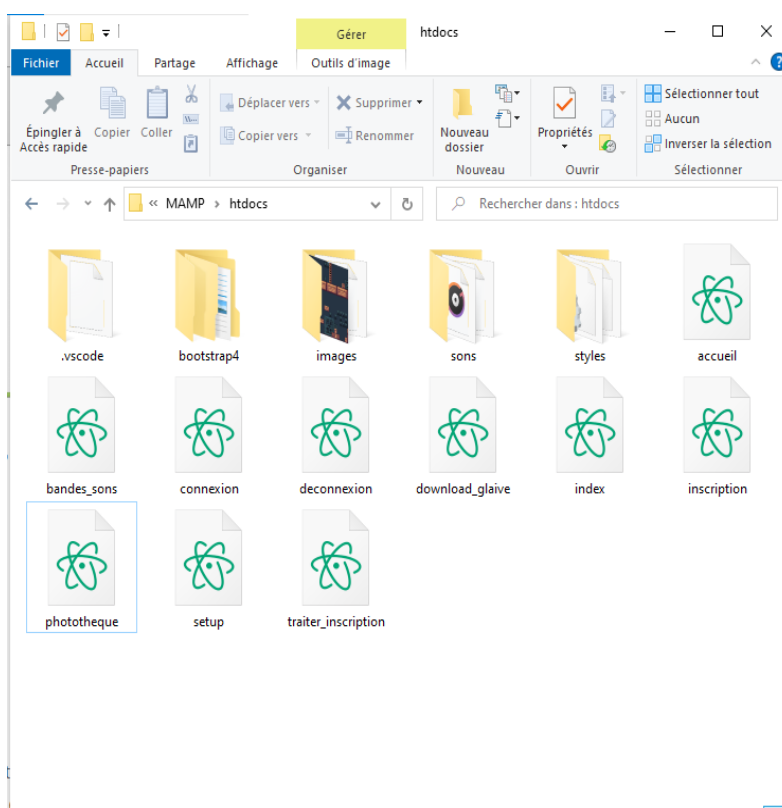 Gérer htdocs
Fichier Accueil Partage Affichage Outils d'image
Épingler à Accès rapide
Copier
Coller
Déplacer vers
Copier vers
Supprimer
Renommer
Nouveau dossier
Propriétés
Sélectionner tout
Aucun
Inverser la sélection
Presse-papiers Organiser Nouveau Ouvrir Sélectionner
« MAMP > htdocs Rechercher dans : htdocs
.vscode bootstrap4 images sons styles accueil
bandes_sons connexion deconnexion download_glaive index inscription
phototheque setup traiter_inscription